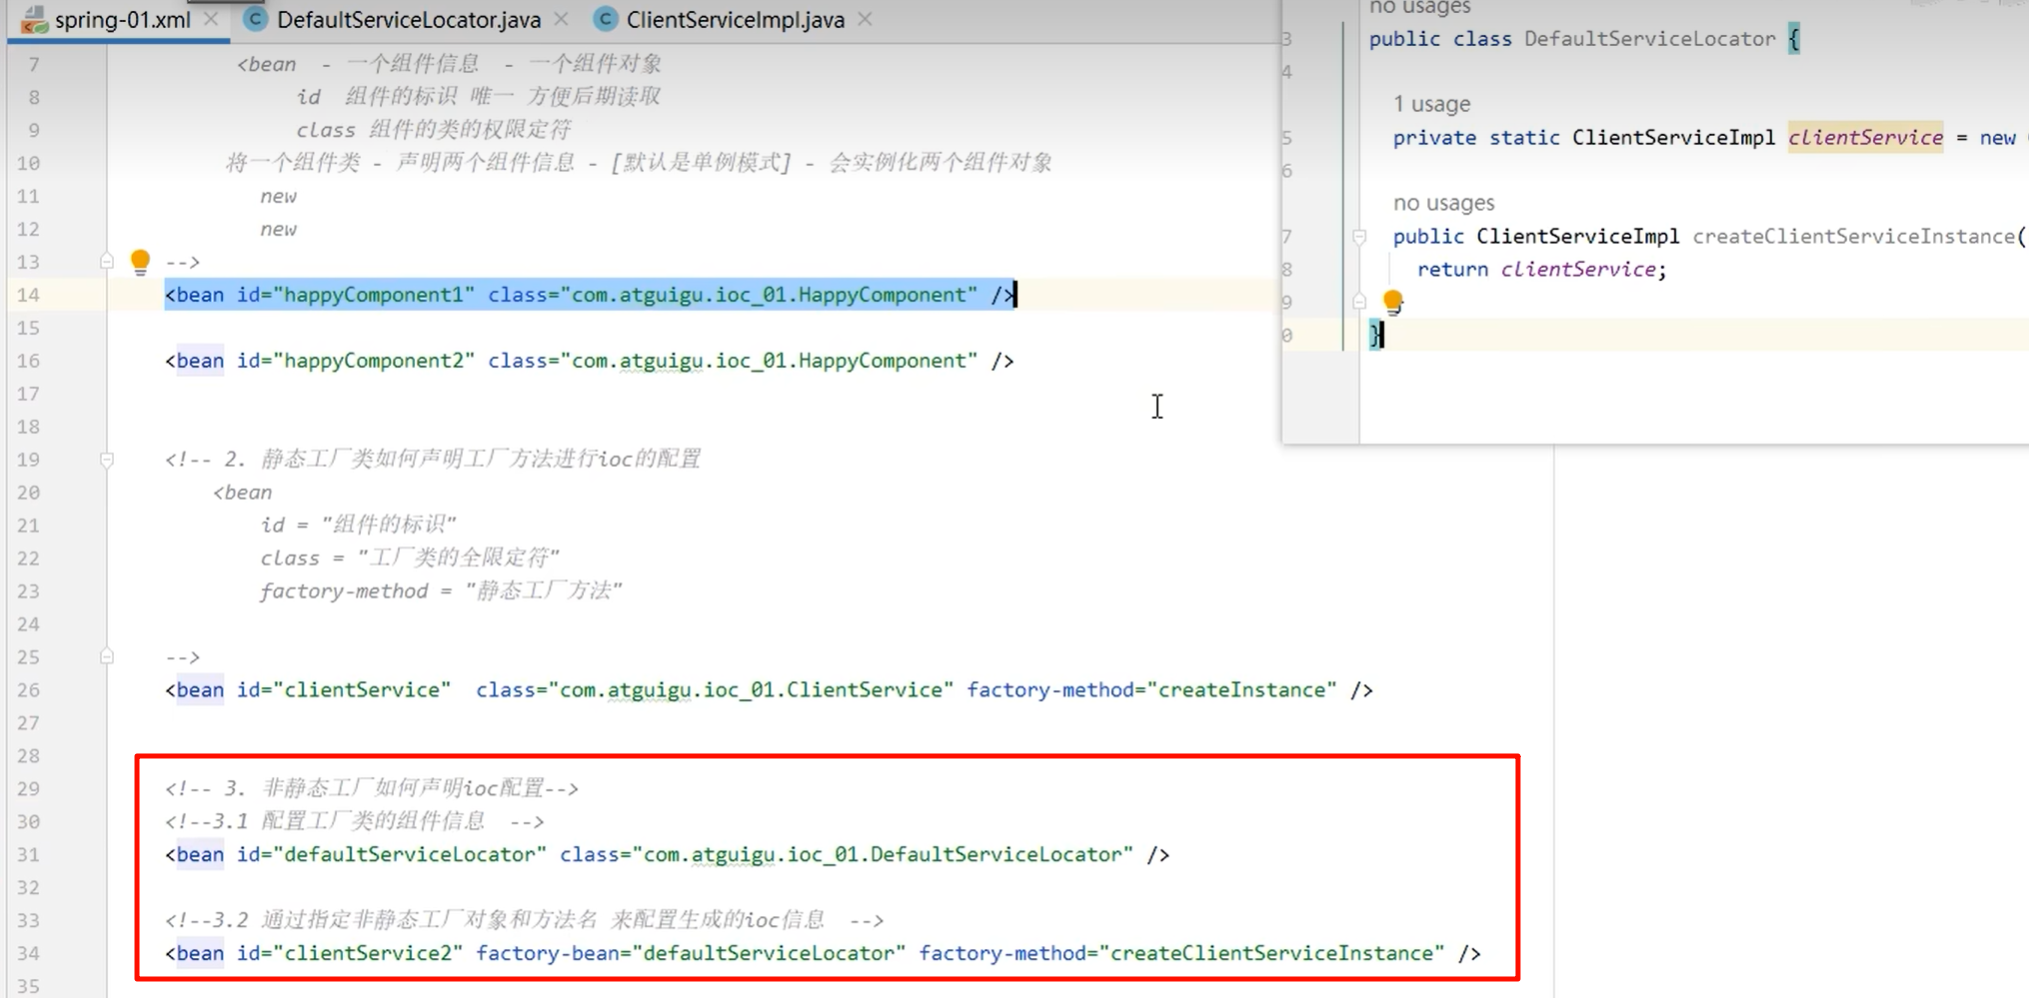 spring-01.xml
DefaultServiceLocator.java
ClientServiceImpl.java
7 <bean - 一个组件信息 - 一个组件对象
8 id 组件的标识 唯一 方便后期读取
9 class 组件的类的权限定符
10 将一个组件类 - 声明两个组件信息 - [默认是单例模式] - 会实例化两个组件对象
11 new
12 new
13 -->
14 <bean id="happyComponent1" class="com.atguigu.ioc_01.HappyComponent" />
15
16 <bean id="happyComponent2" class="com.atguigu.ioc_01.HappyComponent" />
17
18
19 <!-- 2. 静态工厂类如何声明工厂方法进行ioc的配置
20 <bean
21 id = "组件的标识"
22 class = "工厂类的全限定符"
23 factory-method = "静态工厂方法"
24
25 -->
26 <bean id="clientService" class="com.atguigu.ioc_01.ClientService" factory-method="createInstance" />
27
28
29 <!-- 3. 非静态工厂如何声明ioc配置-->
30 <!--3.1 配置工厂类的组件信息 -->
31 <bean id="defaultServiceLocator" class="com.atguigu.ioc_01.DefaultServiceLocator" />
32
33 <!--3.2 通过指定非静态工厂对象和方法名 来配置生成的ioc信息 -->
34 <bean id="clientService2" factory-bean="defaultServiceLocator" factory-method="createClientServiceInstance" />
35
no usages
3 public class DefaultServiceLocator {
4
1 usage
5 private static ClientServiceImpl clientService = new
6
no usages
7 public ClientServiceImpl createClientServiceInstance(
8 return clientService;
9 }
0 }